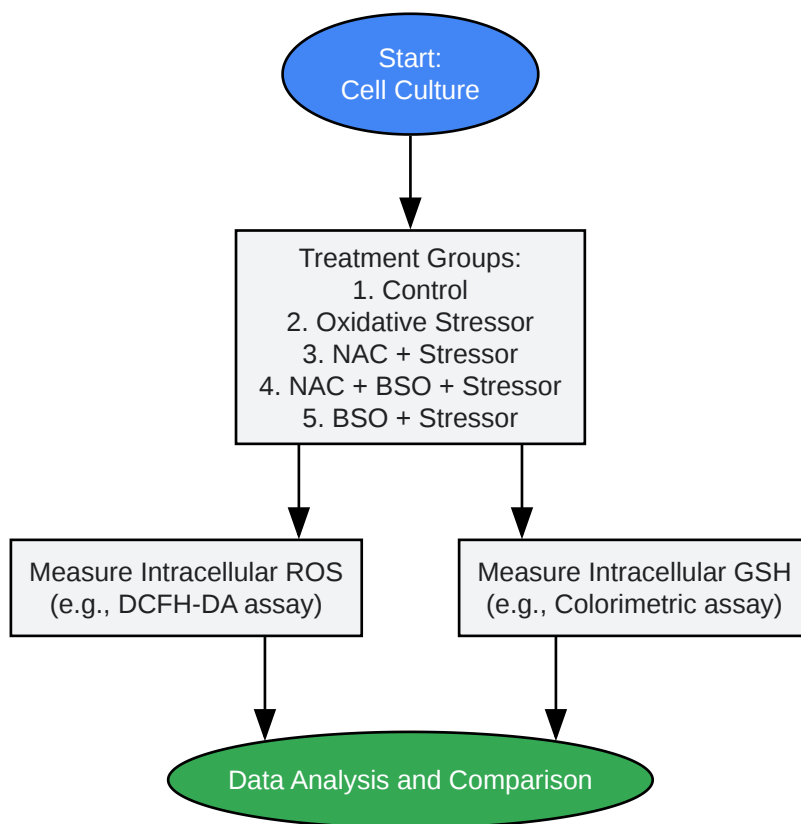 Start:
Cell Culture
Treatment Groups:
1. Control
2. Oxidative Stressor
3. NAC + Stressor
4. NAC + BSO + Stressor
5. BSO + Stressor
Measure Intracellular ROS
(e.g., DCFH-DA assay)
Measure Intracellular GSH
(e.g., Colorimetric assay)
Data Analysis and Comparison